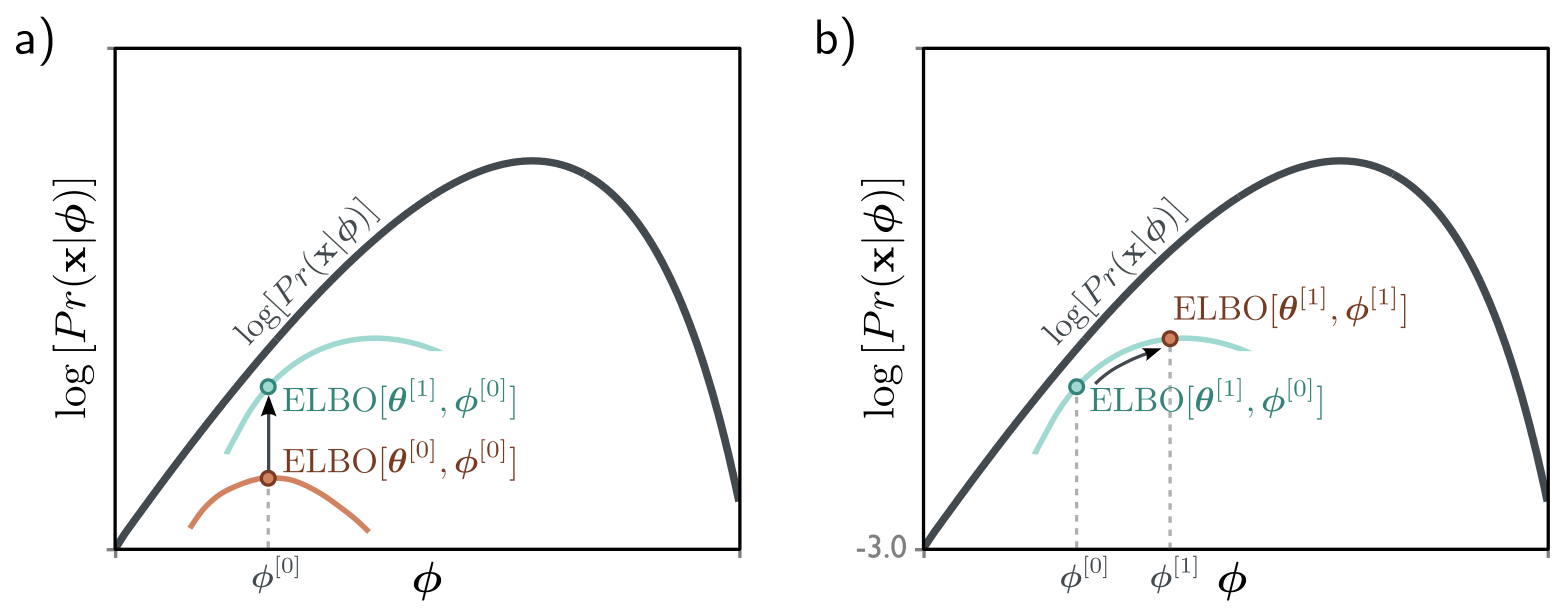 a)
log [Pr(𝐱|ϕ)]
log[Pr(𝐱|ϕ)]
ELBO[θ^[1], ϕ^[0]]
ELBO[θ^[0], ϕ^[0]]
ϕ^[0]
ϕ
b)
log [Pr(𝐱|ϕ)]
log[Pr(𝐱|ϕ)]
ELBO[θ^[1], ϕ^[1]]
ELBO[θ^[1], ϕ^[0]]
-3.0
ϕ^[0] ϕ^[1] ϕ